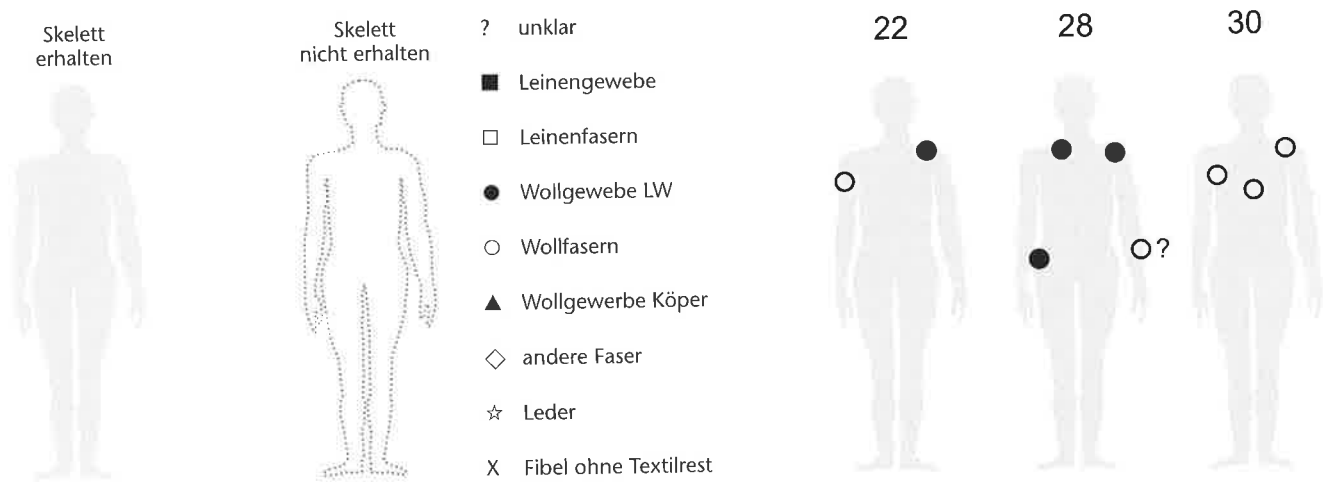 Skelett
erhalten
Skelett
nicht erhalten
? unklar
Leinengewebe
Leinenfasern
Wollgewebe LW
Wollfasern
Wollgewerbe Köper
andere Faser
Leder
X Fibel ohne Textilrest
22
28
30
?